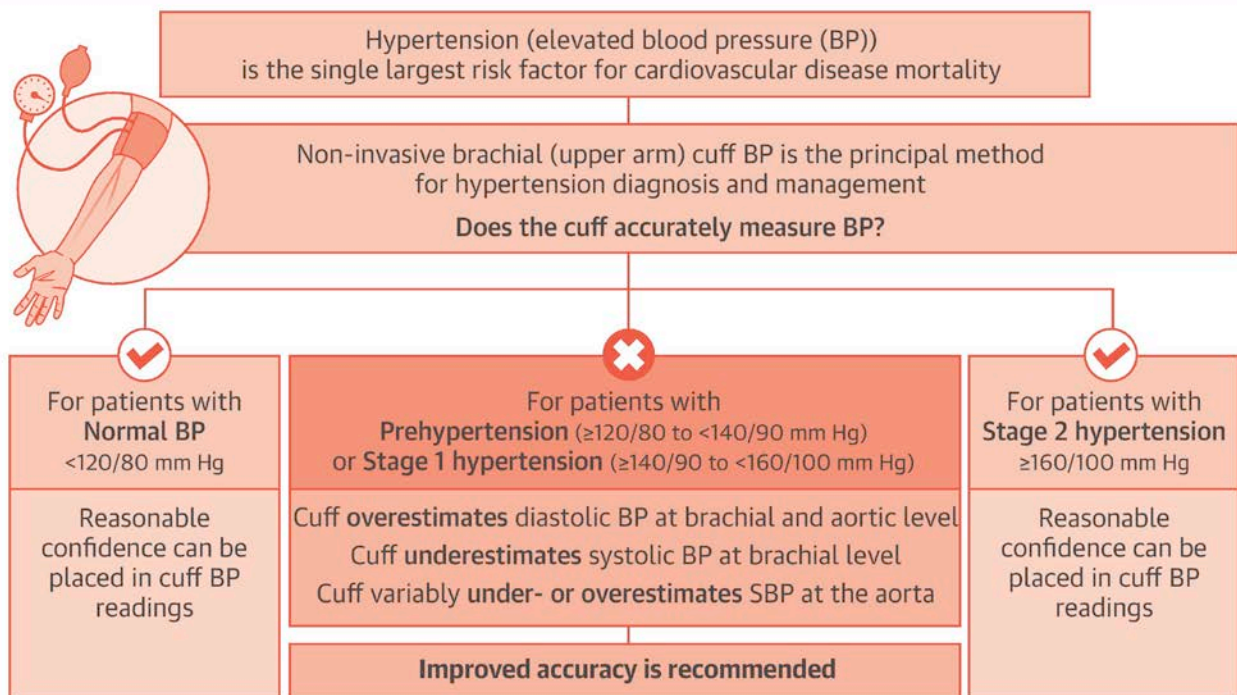 Hypertension (elevated blood pressure (BP))
is the single largest risk factor for cardiovascular disease mortality
Non-invasive brachial (upper arm) cuff BP is the principal method
for hypertension diagnosis and management
Does the cuff accurately measure BP?
For patients with
Normal BP
<120/80 mm Hg
Reasonable
confidence can be
placed in cuff BP
readings
For patients with
Prehypertension (≥120/80 to <140/90 mm Hg)
or Stage 1 hypertension (≥140/90 to <160/100 mm Hg)
Cuff overestimates diastolic BP at brachial and aortic level
Cuff underestimates systolic BP at brachial level
Cuff variably under- or overestimates SBP at the aorta
Improved accuracy is recommended
For patients with
Stage 2 hypertension
≥160/100 mm Hg
Reasonable
confidence can be
placed in cuff BP
readings